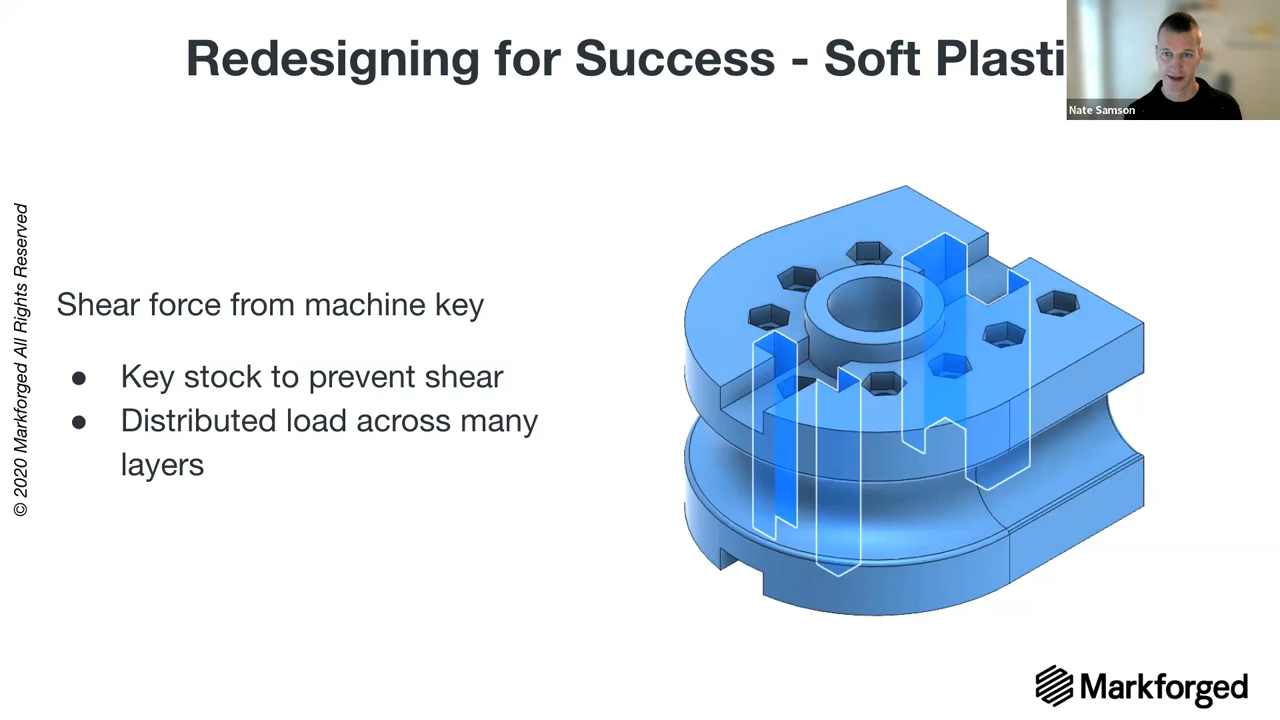 Redesigning for Success - Soft Plasti
Nate Samson
© 2020 Markforged All Rights Reserved
Shear force from machine key
● Key stock to prevent shear
● Distributed load across many
layers
Markforged